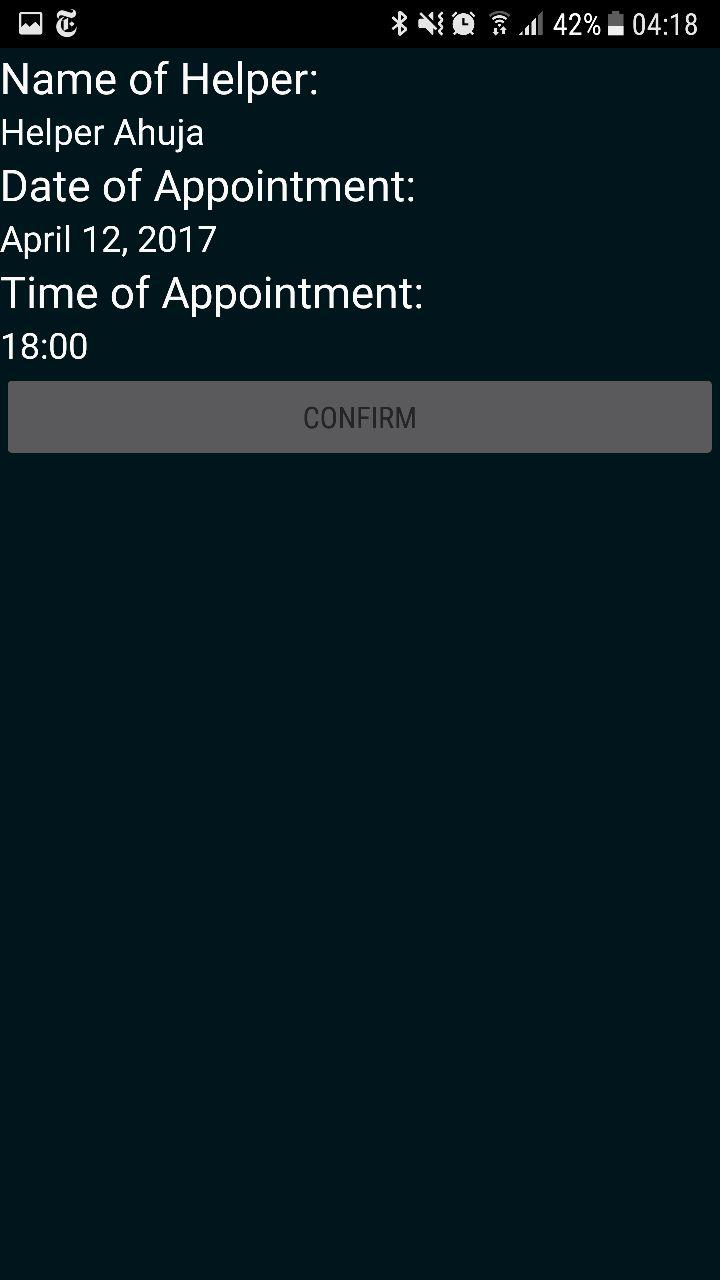 42% 04:18
Name of Helper:
Helper Ahuja
Date of Appointment:
April 12, 2017
Time of Appointment:
18:00
CONFIRM